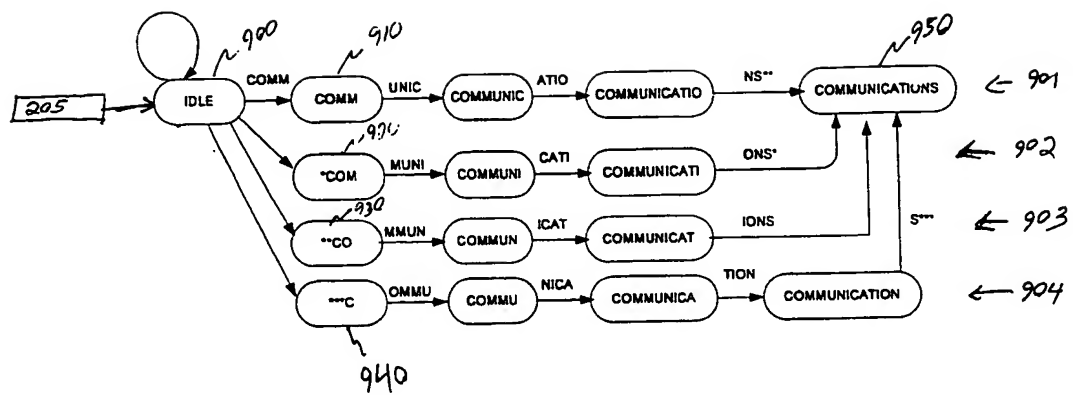 900
910
950
COMM
UNIC
ATIO
NS**
205
IDLE
COMM
COMMUNIC
COMMUNICATIO
COMMUNICATIONS
← 901
MUNI
CATI
ONS*
← 902
*COM
COMMUNI
COMMUNICATI
930
MMUN
ICAT
IONS
S***
← 903
**CO
COMMUN
COMMUNICAT
OMMU
NICA
TION
← 904
***C
COMMU
COMMUNICA
COMMUNICATION
940